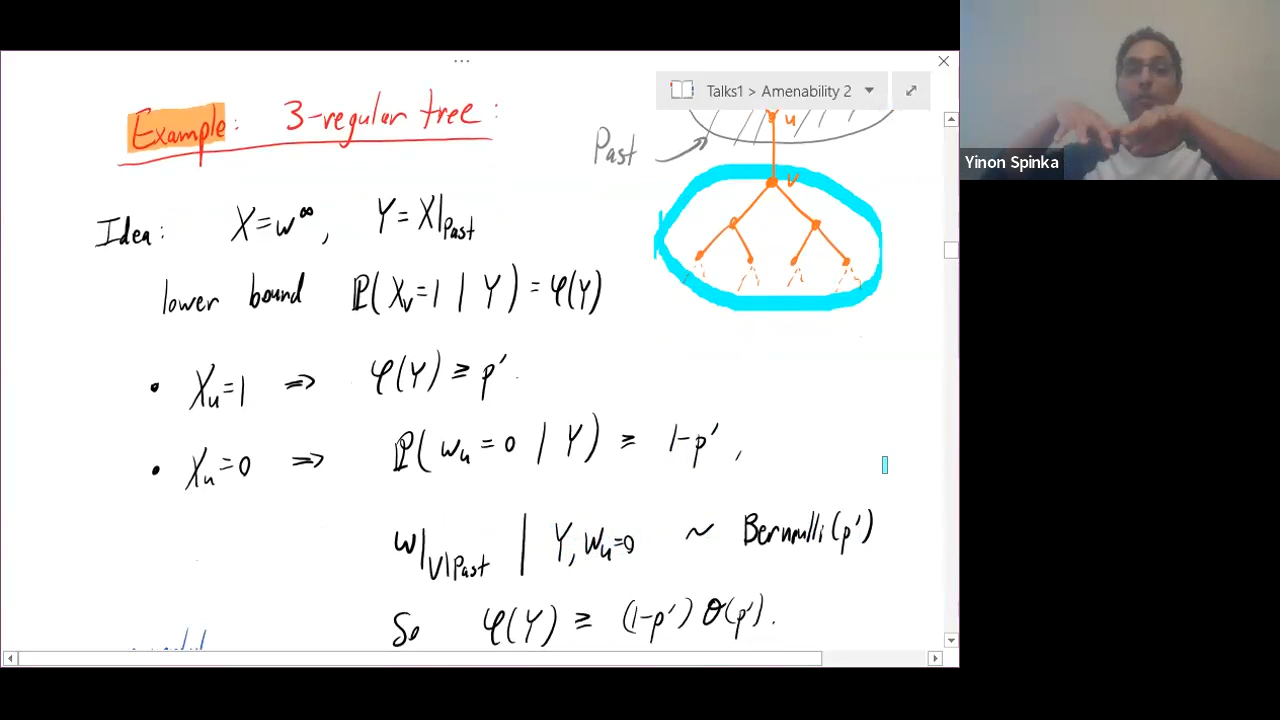 Talks1 > Amenability 2
Yinon Spinka
Example: 3-regular tree:
Past
u
v
Idea: X = w^∞, Y = X|_Past
lower bound ℙ(X_v = 1 | Y) = φ(Y)
• X_u = 1 ⇒ φ(Y) ≥ p'.
• X_u = 0 ⇒ ℙ(w_u = 0 | Y) ≥ 1-p',
w|_{V\Past} | Y, w_u=0 ~ Bernoulli(p')
So φ(Y) ≥ (1-p') θ(p').